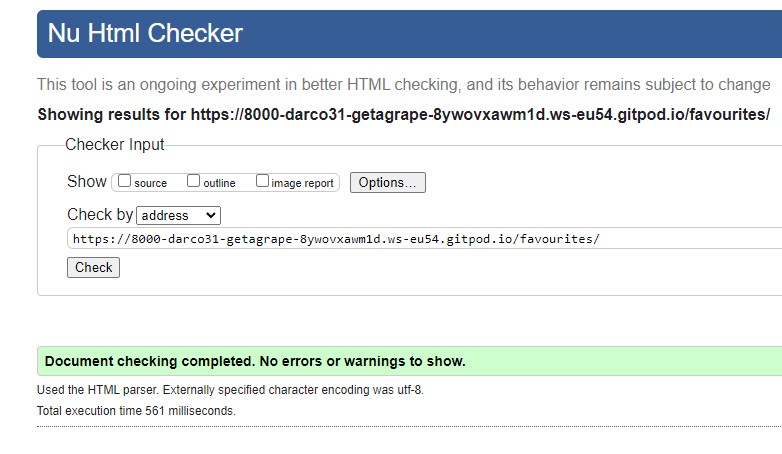 Nu Html Checker
This tool is an ongoing experiment in better HTML checking, and its behavior remains subject to change
Showing results for https://8000-darco31-getagrape-8ywovxawm1d.ws-eu54.gitpod.io/favourites/
Checker Input
Show source outline image report Options...
Check by address
https://8000-darco31-getagrape-8ywovxawm1d.ws-eu54.gitpod.io/favourites/
Check
Document checking completed. No errors or warnings to show.
Used the HTML parser. Externally specified character encoding was utf-8.
Total execution time 561 milliseconds.